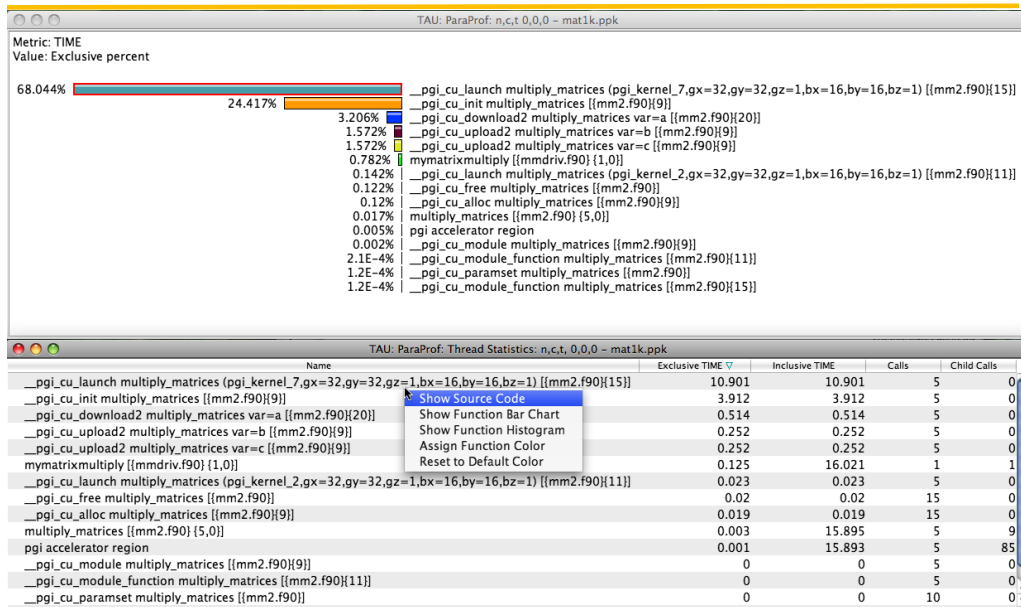 TAU: ParaProf: n,c,t 0,0,0 – mat1k.ppk
Metric: TIME
Value: Exclusive percent
68.044% __pgi_cu_launch multiply_matrices (pgi_kernel_7,gx=32,gy=32,gz=1,bx=16,by=16,bz=1) [{mm2.f90}{15}]
24.417% __pgi_cu_init multiply_matrices [{mm2.f90}{9}]
3.206% __pgi_cu_download2 multiply_matrices var=a [{mm2.f90}{20}]
1.572% __pgi_cu_upload2 multiply_matrices var=b [{mm2.f90}{9}]
1.572% __pgi_cu_upload2 multiply_matrices var=c [{mm2.f90}{9}]
0.782% mymatrixmultiply [{mmdriv.f90} {1,0}]
0.142% __pgi_cu_launch multiply_matrices (pgi_kernel_2,gx=32,gy=32,gz=1,bx=16,by=16,bz=1) [{mm2.f90}{11}]
0.122% __pgi_cu_free multiply_matrices [{mm2.f90}]
0.12% __pgi_cu_alloc multiply_matrices [{mm2.f90}{9}]
0.017% multiply_matrices [{mm2.f90} {5,0}]
0.005% pgi accelerator region
0.002% __pgi_cu_module multiply_matrices [{mm2.f90}{9}]
2.1E-4% __pgi_cu_module_function multiply_matrices [{mm2.f90}{11}]
1.2E-4% __pgi_cu_paramset multiply_matrices [{mm2.f90}]
1.2E-4% __pgi_cu_module_function multiply_matrices [{mm2.f90}{15}]
TAU: ParaProf: Thread Statistics: n,c,t, 0,0,0 – mat1k.ppk
Name Exclusive TIME ▽ Inclusive TIME Calls Child Calls
__pgi_cu_launch multiply_matrices (pgi_kernel_7,gx=32,gy=32,gz=1,bx=16,by=16,bz=1) [{mm2.f90}{15}] 10.901 10.901 5 0
__pgi_cu_init multiply_matrices [{mm2.f90}{9}] Show Source Code 3.912 3.912 5 0
__pgi_cu_download2 multiply_matrices var=a [{mm2.f90}{20}] Show Function Bar Chart 0.514 0.514 5 0
__pgi_cu_upload2 multiply_matrices var=b [{mm2.f90}{9}] Show Function Histogram 0.252 0.252 5 0
__pgi_cu_upload2 multiply_matrices var=c [{mm2.f90}{9}] Assign Function Color 0.252 0.252 5 0
mymatrixmultiply [{mmdriv.f90} {1,0}] Reset to Default Color 0.125 16.021 1 1
__pgi_cu_launch multiply_matrices (pgi_kernel_2,gx=32,gy=32,gz=1,bx=16,by=16,bz=1) [{mm2.f90}{11}] 0.023 0.023 5 0
__pgi_cu_free multiply_matrices [{mm2.f90}] 0.02 0.02 15 0
__pgi_cu_alloc multiply_matrices [{mm2.f90}{9}] 0.019 0.019 15 0
multiply_matrices [{mm2.f90} {5,0}] 0.003 15.895 5 9
pgi accelerator region 0.001 15.893 5 85
__pgi_cu_module multiply_matrices [{mm2.f90}{9}] 0 0 5 0
__pgi_cu_module_function multiply_matrices [{mm2.f90}{11}] 0 0 5 0
__pgi_cu_paramset multiply_matrices [{mm2.f90}] 0 0 10 0